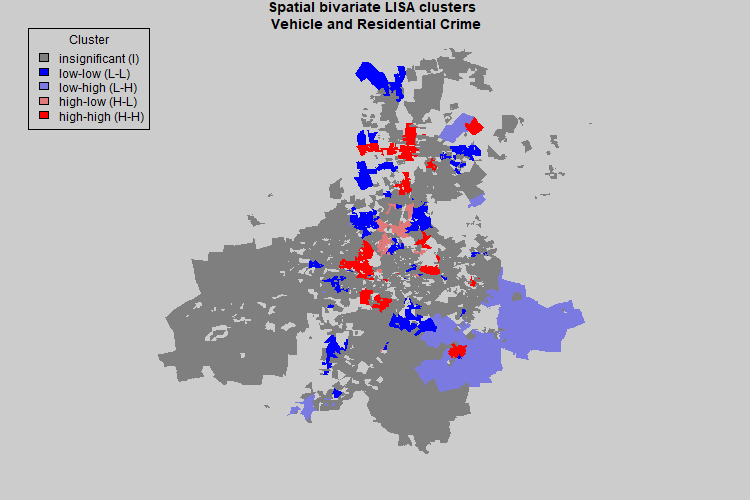 Spatial bivariate LISA clusters
Vehicle and Residential Crime
Cluster
insignificant (I)
low-low (L-L)
low-high (L-H)
high-low (H-L)
high-high (H-H)